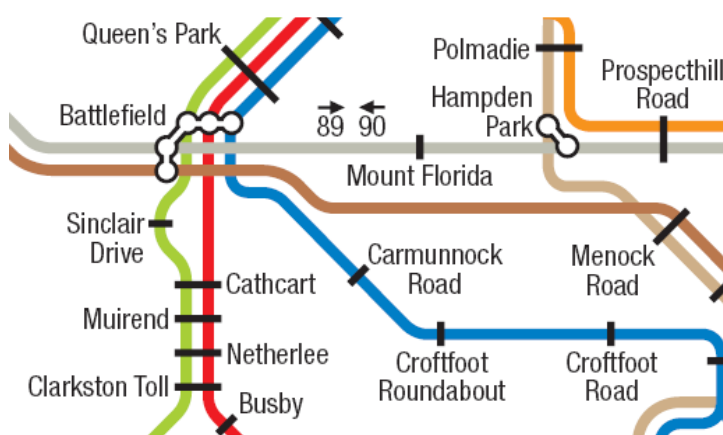 Queen's Park
Polmadie
Prospecthill
Road
Battlefield
89 90
Hampden
Park
Mount Florida
Sinclair
Drive
Carmunnock
Road
Menock
Road
Cathcart
Muirend
Netherlee
Clarkston Toll
Busby
Croftfoot
Roundabout
Croftfoot
Road